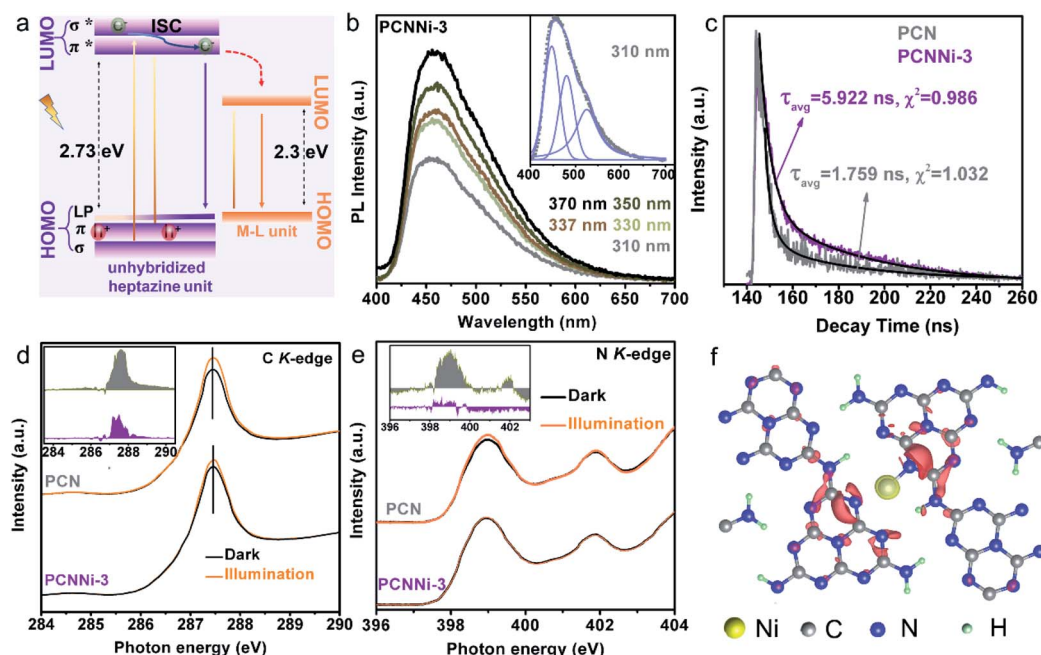 a
LUMO
σ *
π *
ISC
2.73 eV
LUMO
2.3 eV
HOMO
HOMO
LP
π
σ
M-L unit
unhybridized
heptazine unit
b
PCNNi-3
310 nm
400 500 600 700
370 nm 350 nm
337 nm 330 nm
310 nm
PL Intensity (a.u.)
400 450 500 550 600 650 700
Wavelength (nm)
c
PCN
PCNNi-3
τavg=5.922 ns, χ²=0.986
τavg=1.759 ns, χ²=1.032
Intensity (a.u.)
140 160 180 200 220 240 260
Decay Time (ns)
d
C K-edge
284 286 288 290
PCN
Dark
Illumination
PCNNi-3
Intensity (a.u.)
284 285 286 287 288 289 290
Photon energy (eV)
e
N K-edge
396 398 400 402
Dark
Illumination
PCN
PCNNi-3
Intensity (a.u.)
396 398 400 402 404
Photon energy (eV)
f
Ni C N H